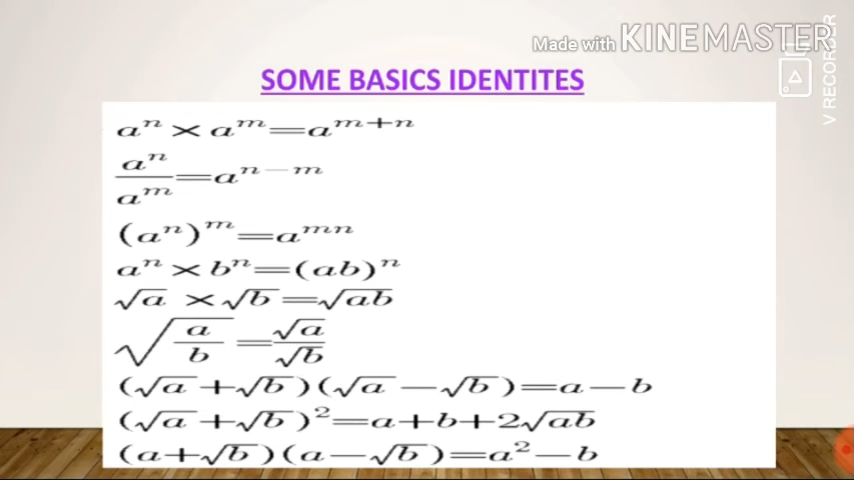 Made with KINEMASTER
V RECORDER
SOME BASICS IDENTITES
aⁿ × aᵐ=aᵐ⁺ⁿ
aⁿ/aᵐ=aⁿ⁻ᵐ
(aⁿ)ᵐ=aᵐⁿ
aⁿ × bⁿ=(ab)ⁿ
√a × √b=√ab
√(a/b)=√a/√b
(√a+√b)(√a−√b)=a−b
(√a+√b)²=a+b+2√ab
(a+√b)(a−√b)=a²−b